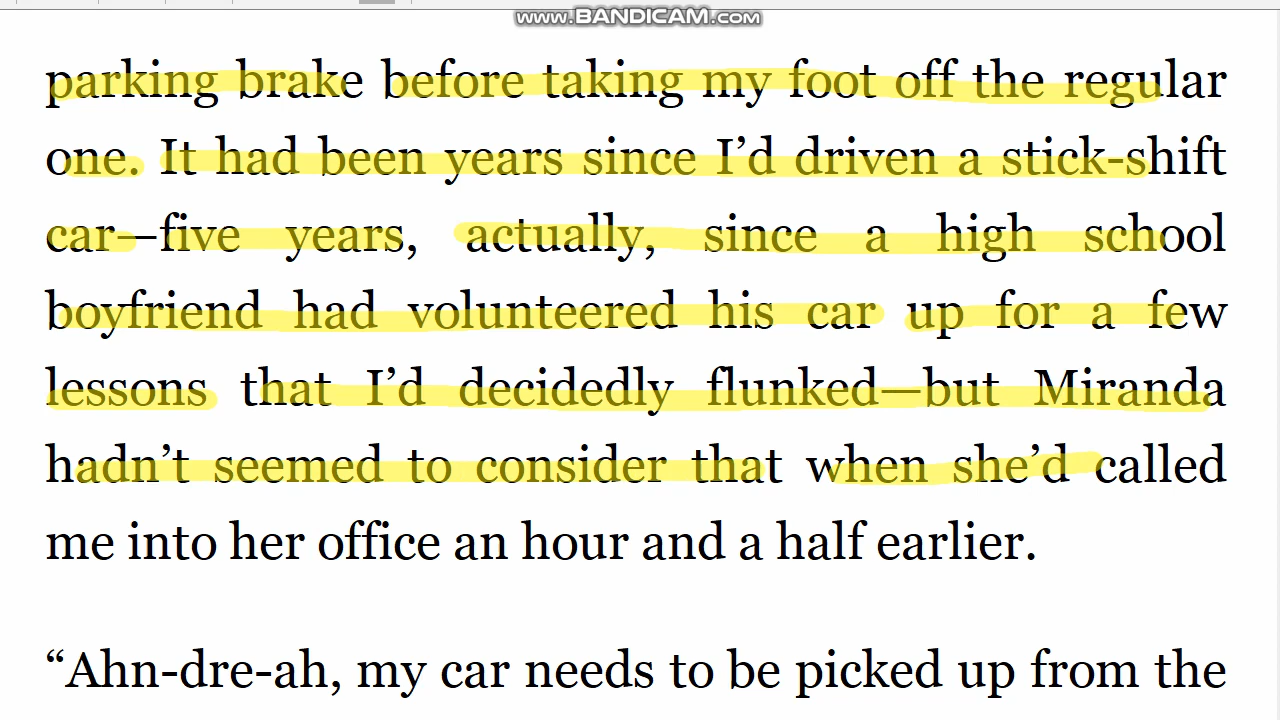 www.BANDICAM.com
parking brake before taking my foot off the regular
one. It had been years since I’d driven a stick-shift
car—five years, actually, since a high school
boyfriend had volunteered his car up for a few
lessons that I’d decidedly flunked—but Miranda
hadn’t seemed to consider that when she’d called
me into her office an hour and a half earlier.
“Ahn-dre-ah, my car needs to be picked up from the